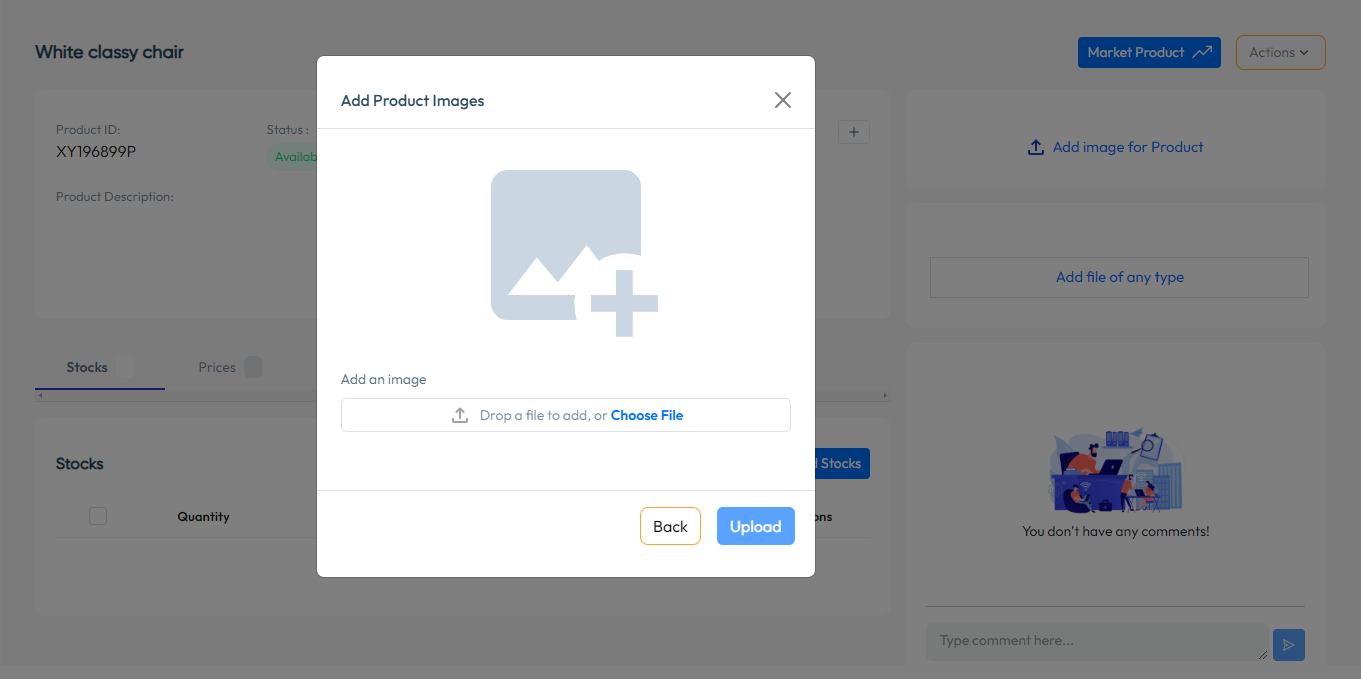 White classy chair
Market Product
Actions
Add Product Images
Product ID:
Status :
XY196899P
Product Description:
Add image for Product
Add file of any type
Stocks
Prices
Add an image
Drop a file to add, or Choose File
Stocks
Stocks
Quantity
Back
Upload
You don't have any comments!
Type comment here...